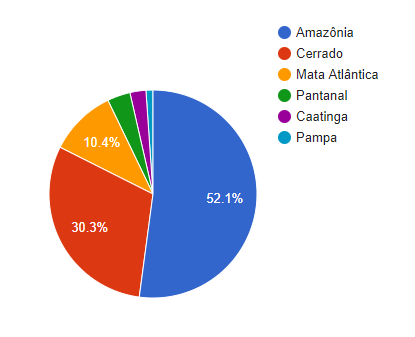 Amazônia
Cerrado
Mata Atlântica
Pantanal
Caatinga
Pampa
10.4%
52.1%
30.3%